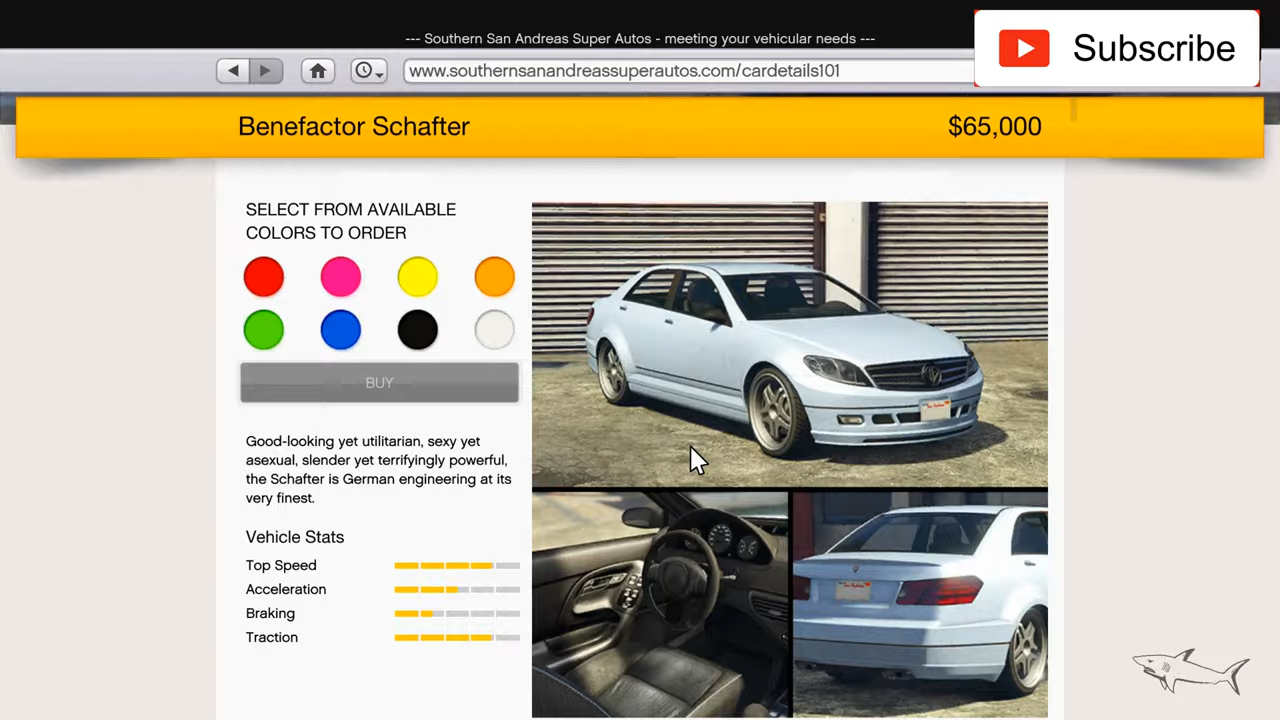 --- Southern San Andreas Super Autos - meeting your vehicular needs ---
Subscribe
www.southernsanandreassuperautos.com/cardetails101
Benefactor Schafter
$65,000
SELECT FROM AVAILABLE
COLORS TO ORDER
BUY
Good-looking yet utilitarian, sexy yet
asexual, slender yet terrifyingly powerful,
the Schafter is German engineering at its
very finest.
Vehicle Stats
Top Speed
Acceleration
Braking
Traction